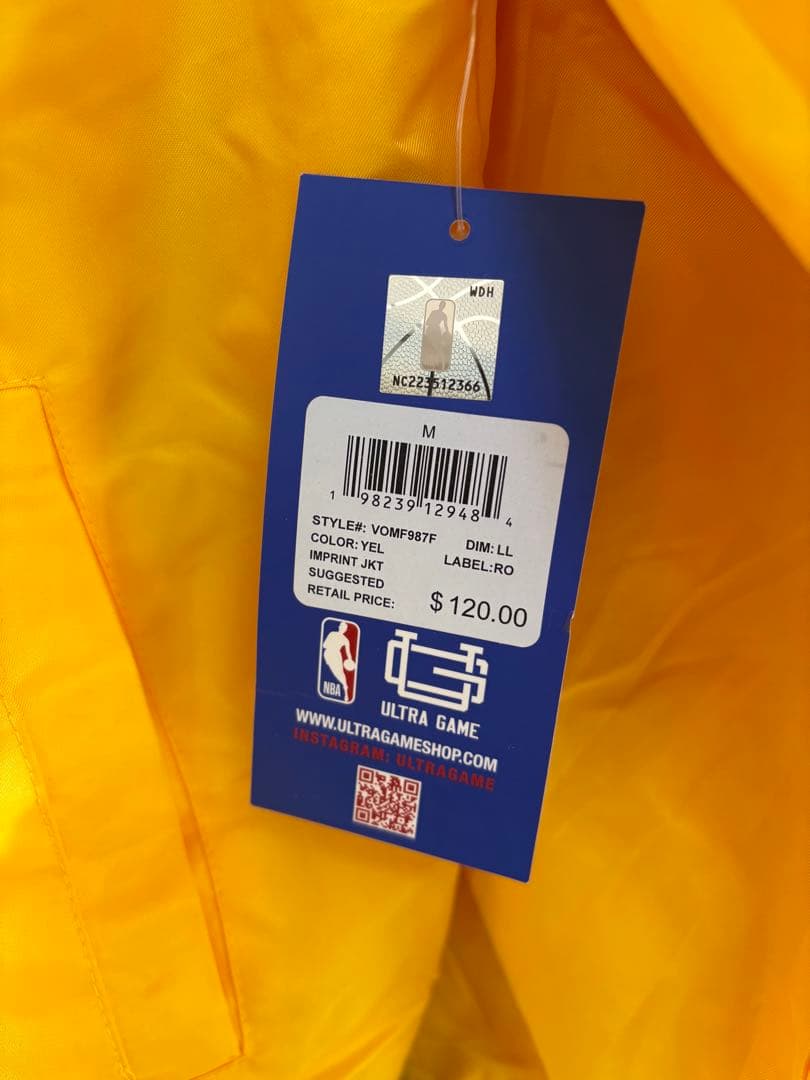 WDH
NC223512366
M
1 98239 12948 4
STYLE#: VOMF987F DIM: LL
COLOR: YEL LABEL:RO
IMPRINT JKT
SUGGESTED
RETAIL PRICE: $120.00
NBA
ULTRA GAME
WWW.ULTRAGAMESHOP.COM
INSTAGRAM: ULTRAGAME